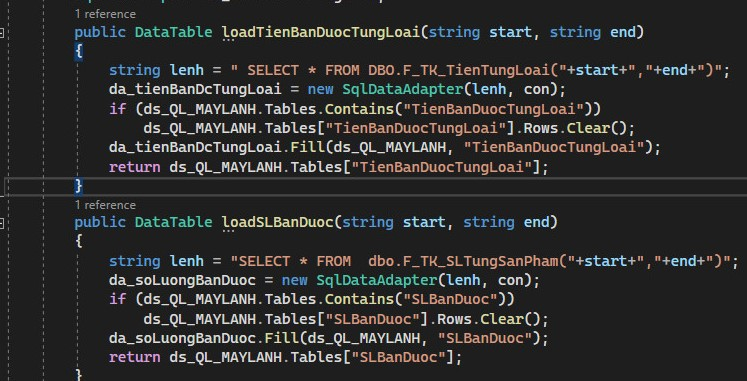 1 reference
public DataTable loadTienBanDuocTungLoai(string start, string end)
{
string lenh = " SELECT * FROM DBO.F_TK_TienTungLoai("+start+","+end+")";
da_tienBanDcTungLoai = new SqlDataAdapter(lenh, con);
if (ds_QL_MAYLANH.Tables.Contains("TienBanDuocTungLoai"))
ds_QL_MAYLANH.Tables["TienBanDuocTungLoai"].Rows.Clear();
da_tienBanDcTungLoai.Fill(ds_QL_MAYLANH, "TienBanDuocTungLoai");
return ds_QL_MAYLANH.Tables["TienBanDuocTungLoai"];
}
1 reference
public DataTable loadSLBanDuoc(string start, string end)
{
string lenh = "SELECT * FROM  dbo.F_TK_SLTungSanPham("+start+","+end+")";
da_soLuongBanDuoc = new SqlDataAdapter(lenh, con);
if (ds_QL_MAYLANH.Tables.Contains("SLBanDuoc"))
ds_QL_MAYLANH.Tables["SLBanDuoc"].Rows.Clear();
da_soLuongBanDuoc.Fill(ds_QL_MAYLANH, "SLBanDuoc");
return ds_QL_MAYLANH.Tables["SLBanDuoc"];
}